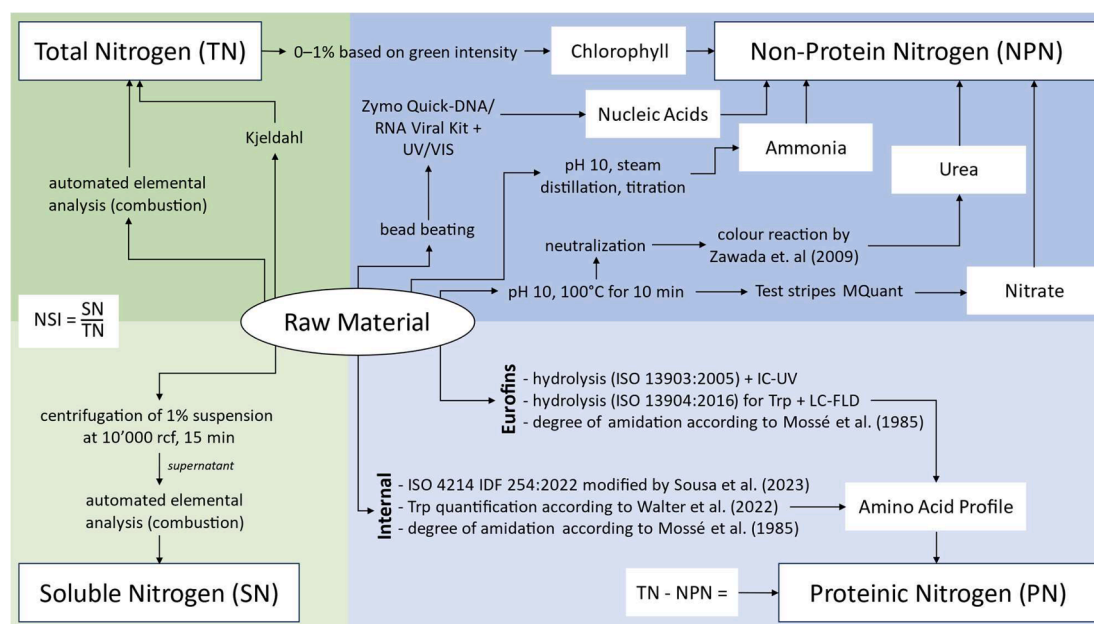 Total Nitrogen (TN)
0–1% based on green intensity
Chlorophyll
Non-Protein Nitrogen (NPN)
Kjeldahl
automated elemental
analysis (combustion)
Zymo Quick-DNA/
RNA Viral Kit +
UV/VIS
Nucleic Acids
Ammonia
pH 10, steam
distillation, titration
Urea
bead beating
neutralization
colour reaction by
Zawada et. al (2009)
pH 10, 100°C for 10 min
Test stripes MQuant
Nitrate
NSI = SN
TN
Raw Material
centrifugation of 1% suspension
at 10’000 rcf, 15 min
supernatant
automated elemental
analysis (combustion)
Soluble Nitrogen (SN)
Eurofins
- hydrolysis (ISO 13903:2005) + IC-UV
- hydrolysis (ISO 13904:2016) for Trp + LC-FLD
- degree of amidation according to Mossé et al. (1985)
Internal
- ISO 4214 IDF 254:2022 modified by Sousa et al. (2023)
- Trp quantification according to Walter et al. (2022)
- degree of amidation according to Mossé et al. (1985)
Amino Acid Profile
TN - NPN =
Proteinic Nitrogen (PN)